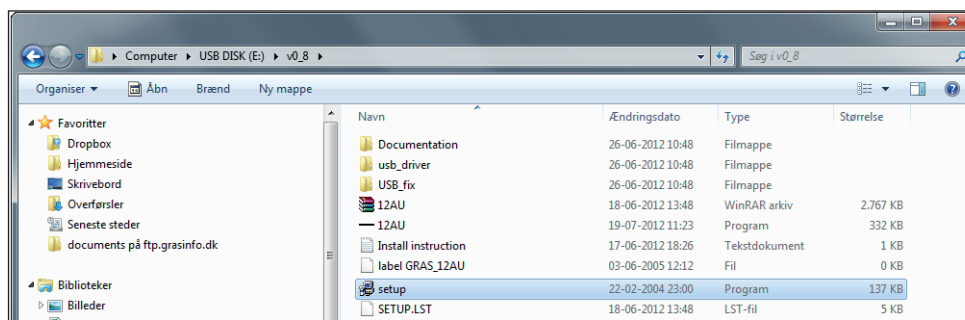 Computer ▸ USB DISK (E:) ▸ v0_8 ▸ Søg i v0_8
Organiser Åbn Brænd Ny mappe
Favoritter
Dropbox
Hjemmeside
Skrivebord
Overførsler
Seneste steder
documents på ftp.grasinfo.dk
Biblioteker
Billeder
Navn Ændringsdato Type Størrelse
Documentation 26-06-2012 10:48 Filmappe
usb_driver 26-06-2012 10:48 Filmappe
USB_fix 26-06-2012 10:48 Filmappe
12AU 18-06-2012 13:48 WinRAR arkiv 2.767 KB
12AU 19-07-2012 11:23 Program 332 KB
Install instruction 17-06-2012 18:26 Tekstdokument 1 KB
label GRAS_12AU 03-06-2005 12:12 Fil 0 KB
setup 22-02-2004 23:00 Program 137 KB
SETUP.LST 18-06-2012 13:48 LST-fil 5 KB